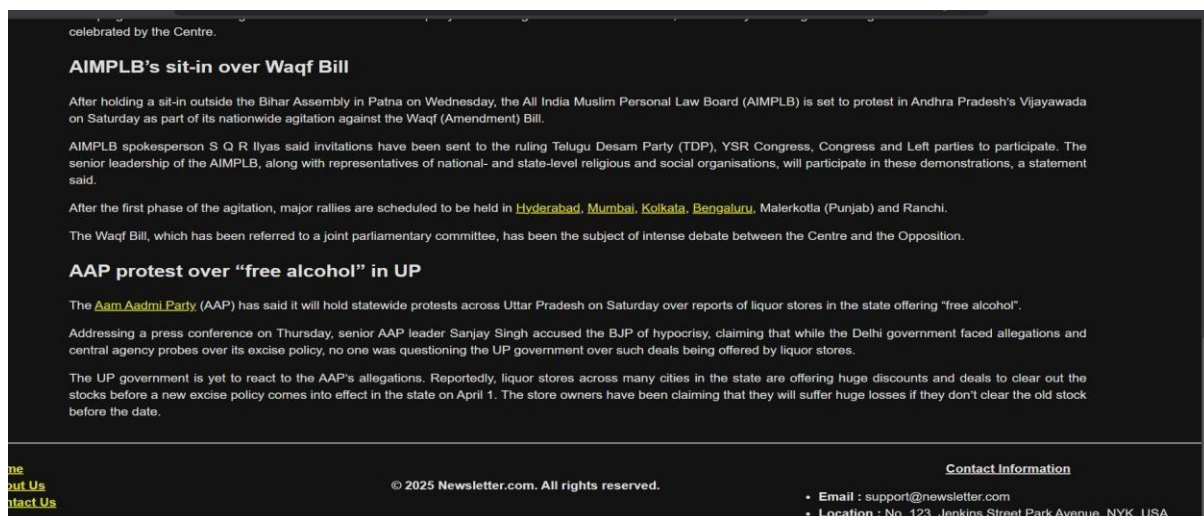 celebrated by the Centre.
AIMPLB's sit-in over Waqf Bill
After holding a sit-in outside the Bihar Assembly in Patna on Wednesday, the All India Muslim Personal Law Board (AIMPLB) is set to protest in Andhra Pradesh's Vijayawada
on Saturday as part of its nationwide agitation against the Waqf (Amendment) Bill.
AIMPLB spokesperson S Q R Ilyas said invitations have been sent to the ruling Telugu Desam Party (TDP), YSR Congress, Congress and Left parties to participate. The
senior leadership of the AIMPLB, along with representatives of national- and state-level religious and social organisations, will participate in these demonstrations, a statement
said.
After the first phase of the agitation, major rallies are scheduled to be held in Hyderabad, Mumbai, Kolkata, Bengaluru, Malerkotla (Punjab) and Ranchi.
The Waqf Bill, which has been referred to a joint parliamentary committee, has been the subject of intense debate between the Centre and the Opposition.
AAP protest over “free alcohol” in UP
The Aam Aadmi Party (AAP) has said it will hold statewide protests across Uttar Pradesh on Saturday over reports of liquor stores in the state offering “free alcohol”.
Addressing a press conference on Thursday, senior AAP leader Sanjay Singh accused the BJP of hypocrisy, claiming that while the Delhi government faced allegations and
central agency probes over its excise policy, no one was questioning the UP government over such deals being offered by liquor stores.
The UP government is yet to react to the AAP's allegations. Reportedly, liquor stores across many cities in the state are offering huge discounts and deals to clear out the
stocks before a new excise policy comes into effect in the state on April 1. The store owners have been claiming that they will suffer huge losses if they don't clear the old stock
before the date.
me
out Us
ntact Us
© 2025 Newsletter.com. All rights reserved.
Contact Information
• Email : support@newsletter.com
• Location : No. 123, Jenkins Street Park Avenue, NYK, USA